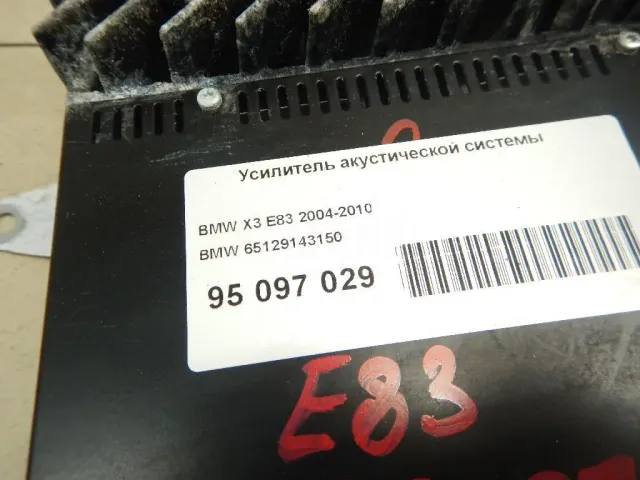 Усилитель акустической системы
BMW X3 E83 2004-2010
BMW 65129143150
95 097 029
E83